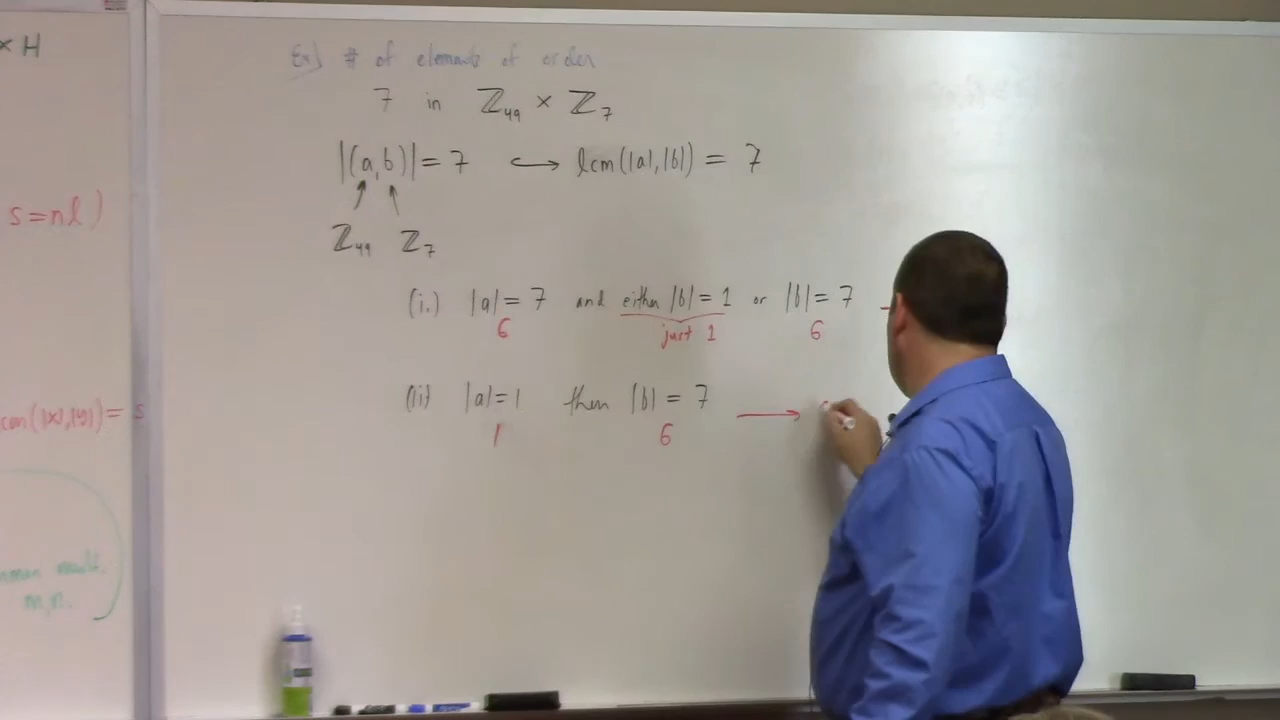 × H
s = nl )
(|x|,|y|) = s
m,n.
Ex) # of elements of order
7 in ℤ₄₉ × ℤ₇
|(a,b)| = 7 ↪ lcm(|a|,|b|) = 7
ℤ₄₉ ℤ₇
(i.) |a| = 7 and either |b| = 1 or |b| = 7
6 just 1 6
(ii) |a| = 1 then |b| = 7 →
1 6